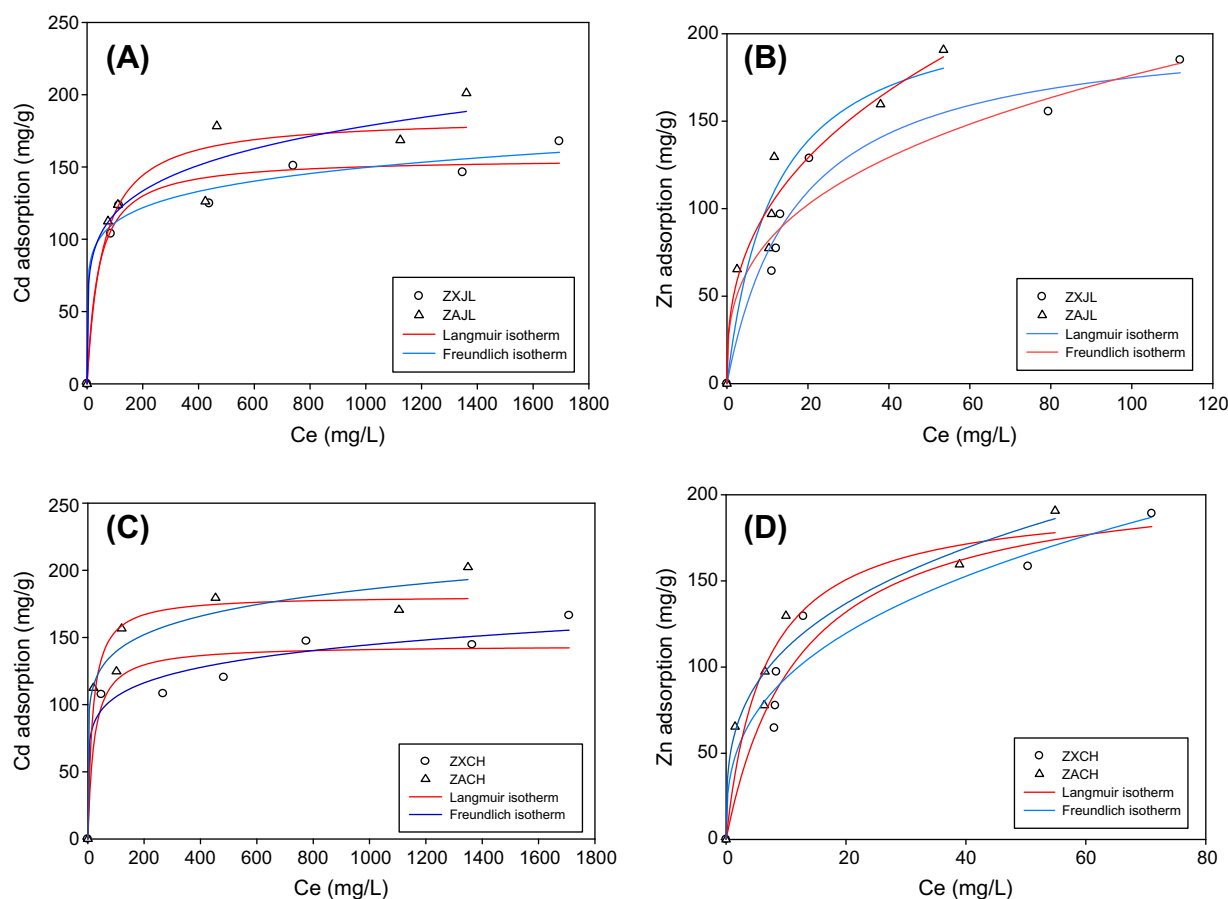 (A)
Cd adsorption (mg/g)
250
200
150
100
50
0
ZXJL
ZAJL
Langmuir isotherm
Freundlich isotherm
0 200 400 600 800 1000 1200 1400 1600 1800
Ce (mg/L)
(B)
Zn adsorption (mg/g)
200
150
100
50
0
ZXJL
ZAJL
Langmuir isotherm
Freundlich isotherm
0 20 40 60 80 100 120
Ce (mg/L)
(C)
Cd adsorption (mg/g)
250
200
150
100
50
0
ZXCH
ZACH
Langmuir isotherm
Freundlich isotherm
0 200 400 600 800 1000 1200 1400 1600 1800
Ce (mg/L)
(D)
Zn adsorption (mg/g)
200
150
100
50
0
ZXCH
ZACH
Langmuir isotherm
Freundlich isotherm
0 20 40 60 80
Ce (mg/L)